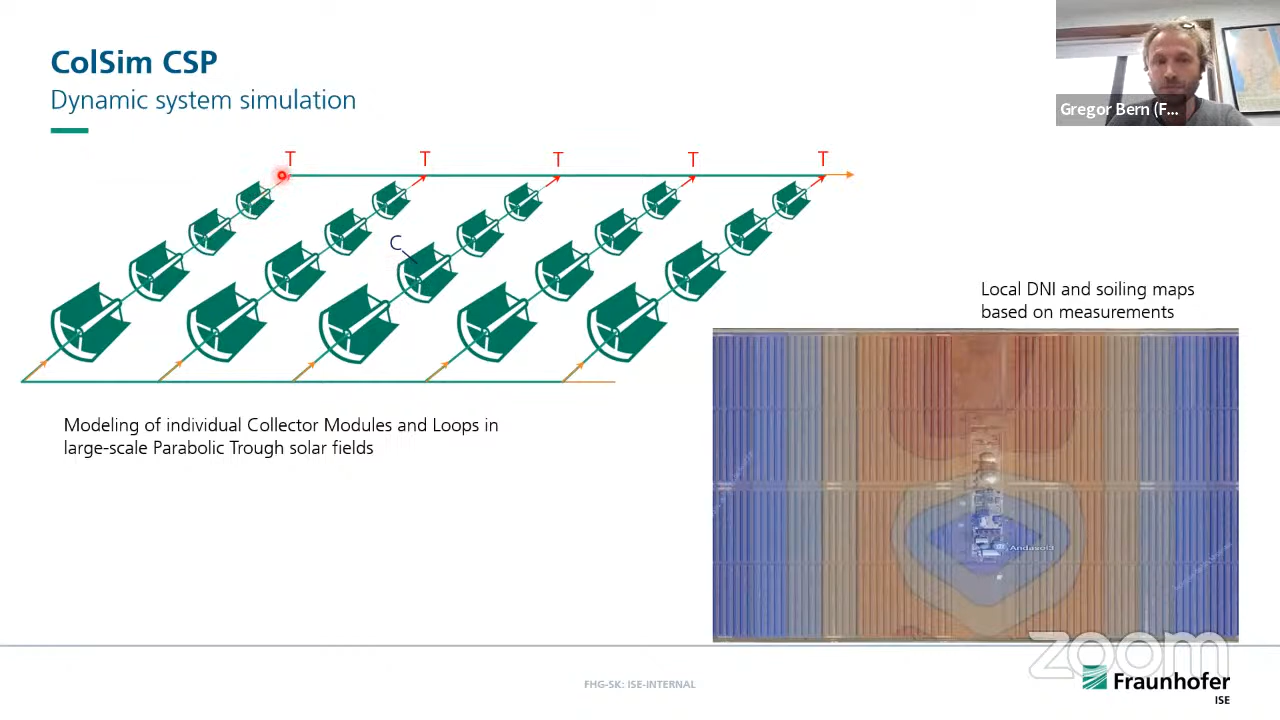 ColSim CSP
Dynamic system simulation
Gregor Bern (F...
T T T T T
C
Local DNI and soiling maps
based on measurements
Modeling of individual Collector Modules and Loops in
large-scale Parabolic Trough solar fields
Andasol3
zoom
FHG-SK: ISE-INTERNAL
Fraunhofer
ISE